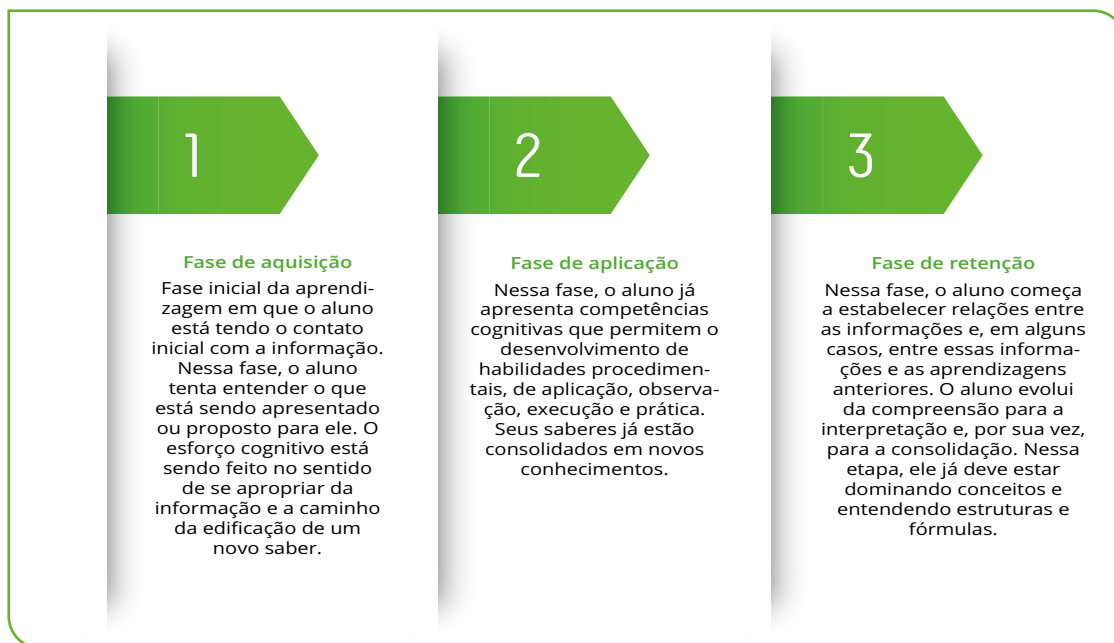 1
Fase de aquisição
Fase inicial da aprendi-
zagem em que o aluno
está tendo o contato
inicial com a informação.
Nessa fase, o aluno
tenta entender o que
está sendo apresentado
ou proposto para ele. O
esforço cognitivo está
sendo feito no sentido
de se apropriar da
informação e a caminho
da edificação de um
novo saber.
2
Fase de aplicação
Nessa fase, o aluno já
apresenta competências
cognitivas que permitem o
desenvolvimento de
habilidades procedimen-
tais, de aplicação, observa-
ção, execução e prática.
Seus saberes já estão
consolidados em novos
conhecimentos.
3
Fase de retenção
Nessa fase, o aluno começa
a estabelecer relações entre
as informações e, em alguns
casos, entre essas informa-
ções e as aprendizagens
anteriores. O aluno evolui
da compreensão para a
interpretação e, por sua vez,
para a consolidação. Nessa
etapa, ele já deve estar
dominando conceitos e
entendendo estruturas e
fórmulas.